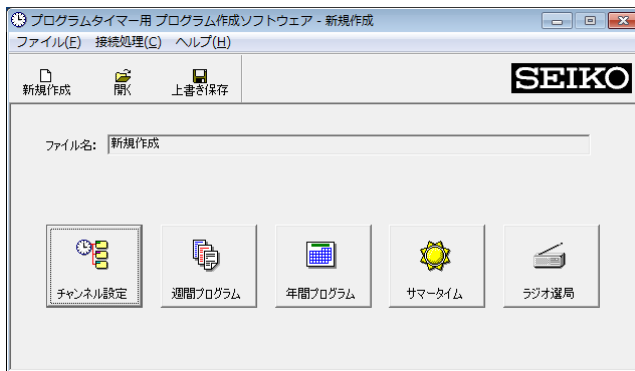 プログラムタイマー用 プログラム作成ソフトウェア - 新規作成
ファイル(F) 接続処理(C) ヘルプ(H)
新規作成 開く 上書き保存 SEIKO
ファイル名: 新規作成
チャンネル設定 週間プログラム 年間プログラム サマータイム ラジオ選局